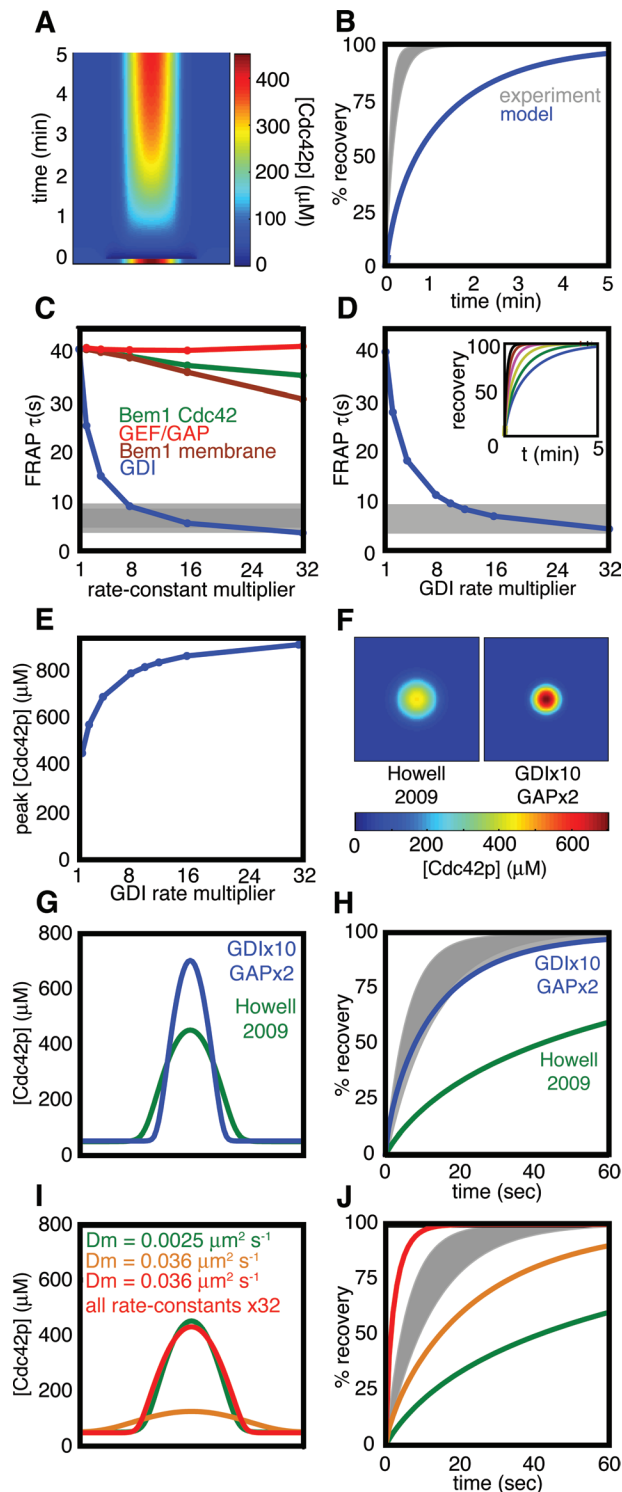 A
5
4
3
2
1
0
time (min)
400
300
200
100
0
[Cdc42p] (μM)
B
100
75
50
25
0
% recovery
experiment
model
0 1 2 3 4 5
time (min)
C
40
30
20
10
0
FRAP τ(s)
Bem1 Cdc42
GEF/GAP
Bem1 membrane
GDI
1 8 16 24 32
rate-constant multiplier
D
40
30
20
10
0
FRAP τ(s)
100
50
0
recovery
5
t (min)
1 8 16 24 32
GDI rate multiplier
E
800
600
400
200
0
peak [Cdc42p] (μM)
1 8 16 24 32
GDI rate multiplier
F
Howell
2009
GDIx10
GAPx2
0 200 400 600
[Cdc42p] (μM)
G
800
600
400
200
0
[Cdc42p] (μM)
GDIx10
GAPx2
Howell
2009
H
100
75
50
25
0
% recovery
GDIx10
GAPx2
Howell
2009
0 20 40 60
time (sec)
I
800
600
400
200
0
[Cdc42p] (μM)
Dm = 0.0025 μm² s⁻¹
Dm = 0.036 μm² s⁻¹
Dm = 0.036 μm² s⁻¹
all rate-constants x32
J
100
75
50
25
0
% recovery
0 20 40 60
time (sec)